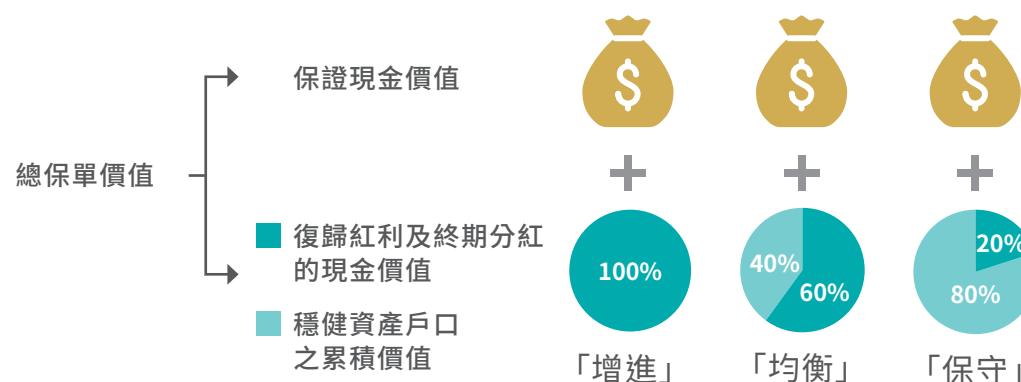 保證現金價值
總保單價值
復歸紅利及終期分紅
的現金價值
穩健資產戶口
之累積價值
$
$
$
100%
40%
60%
20%
80%
「增進」
「均衡」
「保守」